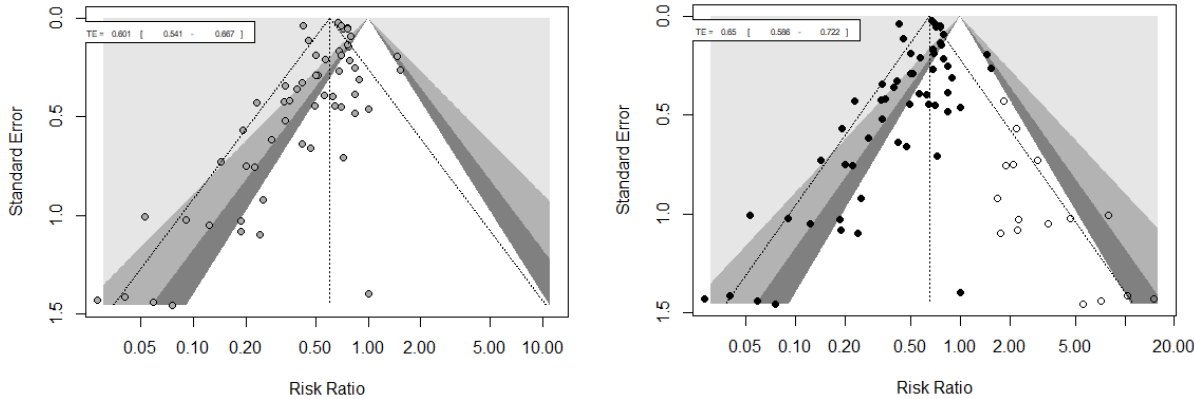 TE = 0.601 [ 0.541 - 0.667 ]
Standard Error
0.0
0.5
1.0
1.5
0.05 0.10 0.20 0.50 1.00 2.00 5.00 10.00
Risk Ratio
TE = 0.65 [ 0.586 - 0.722 ]
Standard Error
0.0
0.5
1.0
1.5
0.05 0.10 0.20 0.50 1.00 2.00 5.00 20.00
Risk Ratio